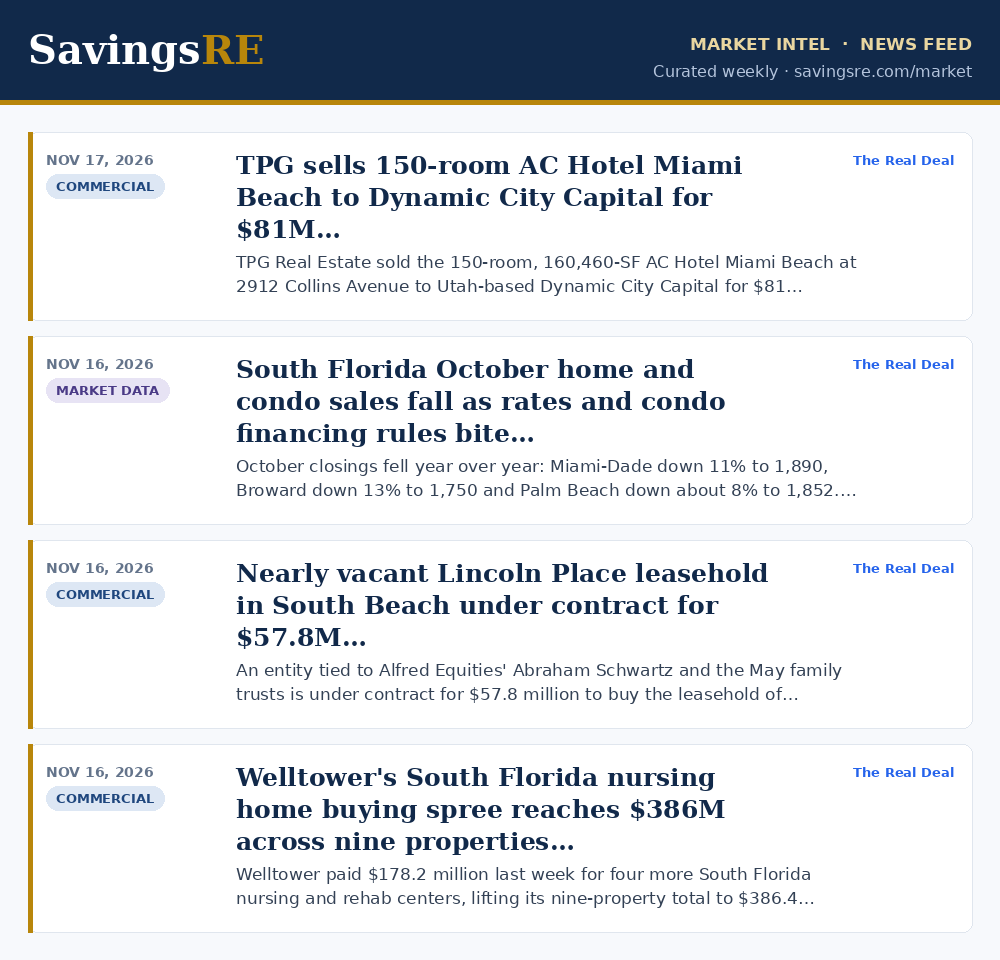 SavingsRE
MARKET INTEL · NEWS FEED
Curated weekly · savingsre.com/market
NOV 17, 2026
COMMERCIAL
TPG sells 150-room AC Hotel Miami
Beach to Dynamic City Capital for
$81M…
The Real Deal
TPG Real Estate sold the 150-room, 160,460-SF AC Hotel Miami Beach at
2912 Collins Avenue to Utah-based Dynamic City Capital for $81…
NOV 16, 2026
MARKET DATA
South Florida October home and
condo sales fall as rates and condo
financing rules bite…
The Real Deal
October closings fell year over year: Miami-Dade down 11% to 1,890,
Broward down 13% to 1,750 and Palm Beach down about 8% to 1,852.…
NOV 16, 2026
COMMERCIAL
Nearly vacant Lincoln Place leasehold
in South Beach under contract for
$57.8M…
The Real Deal
An entity tied to Alfred Equities' Abraham Schwartz and the May family
trusts is under contract for $57.8 million to buy the leasehold of…
NOV 16, 2026
COMMERCIAL
Welltower's South Florida nursing
home buying spree reaches $386M
across nine properties…
The Real Deal
Welltower paid $178.2 million last week for four more South Florida
nursing and rehab centers, lifting its nine-property total to $386.4…